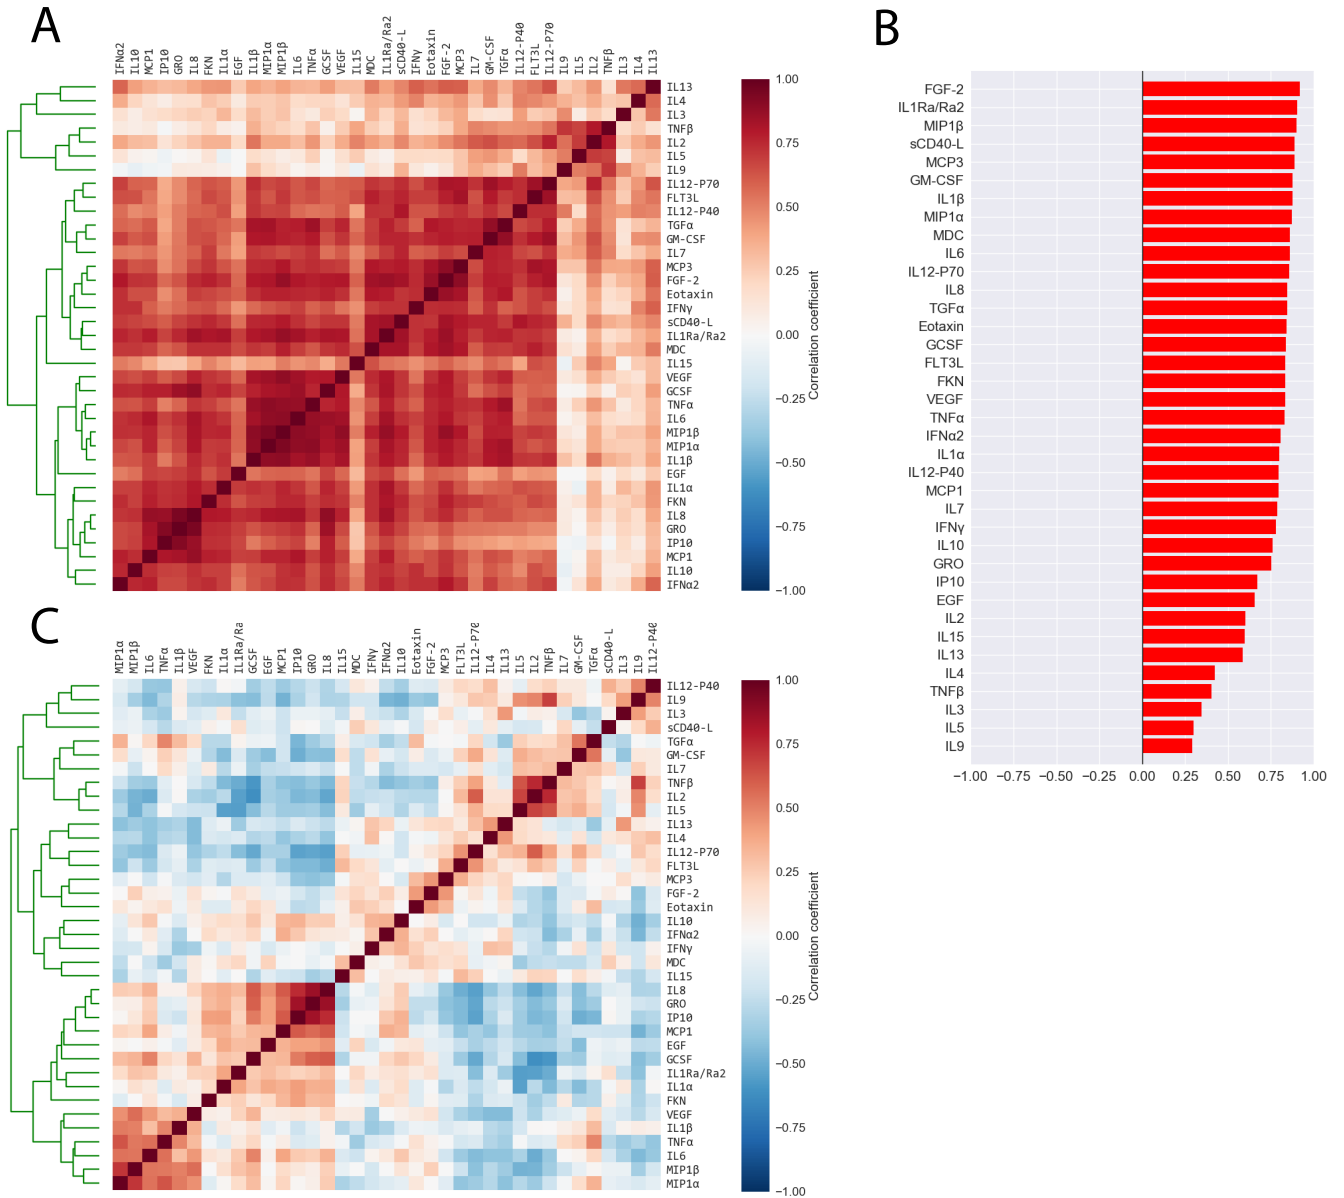 A
IFNα2 IL10 MCP1 IP10 GRO IL8 FKN IL1α EGF IL1β MIP1α MIP1β IL6 TNFα GCSF VEGF IL15 MDC IL1Ra/Ra2 sCD40-L IFNγ Eotaxin FGF-2 MCP3 IL7 GM-CSF TGFα IL12-P40 FLT3L IL12-P70 IL9 IL5 IL2 TNFβ IL3 IL4 IL13
IL13
IL4
IL3
TNFβ
IL2
IL5
IL9
IL12-P70
FLT3L
IL12-P40
TGFα
GM-CSF
IL7
MCP3
FGF-2
Eotaxin
IFNγ
sCD40-L
IL1Ra/Ra2
MDC
IL15
VEGF
GCSF
TNFα
IL6
MIP1β
MIP1α
IL1β
EGF
IL1α
FKN
IL8
GRO
IP10
MCP1
IL10
IFNα2
1.00
0.75
0.50
0.25
0.00
−0.25
−0.50
−0.75
−1.00
Correlation coefficient
B
FGF-2
IL1Ra/Ra2
MIP1β
sCD40-L
MCP3
GM-CSF
IL1β
MIP1α
MDC
IL6
IL12-P70
IL8
TGFα
Eotaxin
GCSF
FLT3L
FKN
VEGF
TNFα
IFNα2
IL1α
IL12-P40
MCP1
IL7
IFNγ
IL10
GRO
IP10
EGF
IL2
IL15
IL13
IL4
TNFβ
IL3
IL5
IL9
−1.00 −0.75 −0.50 −0.25 0.00 0.25 0.50 0.75 1.00
C
MIP1α MIP1β IL6 TNFα IL1β VEGF FKN IL1α IL1Ra/Ra GCSF EGF MCP1 IP10 GRO IL8 IL15 MDC IFNγ IFNα2 IL10 Eotaxin FGF-2 MCP3 FLT3L IL12-P70 IL4 IL13 IL5 IL2 TNFβ IL7 GM-CSF TGFα sCD40-L IL3 IL9 IL12-P40
IL12-P40
IL9
IL3
sCD40-L
TGFα
GM-CSF
IL7
TNFβ
IL2
IL5
IL13
IL4
IL12-P70
FLT3L
MCP3
FGF-2
Eotaxin
IL10
IFNα2
IFNγ
MDC
IL15
IL8
GRO
IP10
MCP1
EGF
GCSF
IL1Ra/Ra2
IL1α
FKN
VEGF
IL1β
TNFα
IL6
MIP1β
MIP1α
1.00
0.75
0.50
0.25
0.00
−0.25
−0.50
−0.75
−1.00
Correlation coefficient